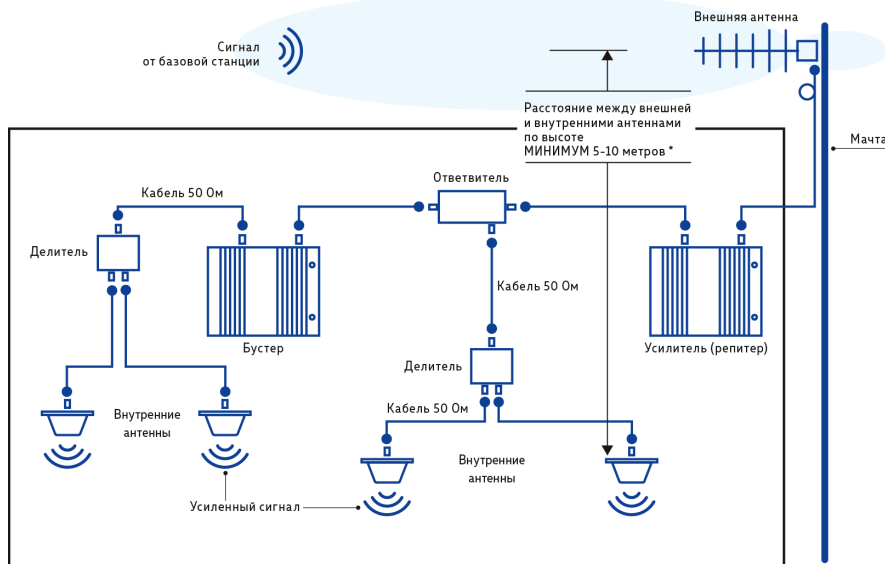 Внешняя антенна
Сигнал
от базовой станции
Расстояние между внешней
и внутренними антеннами
по высоте
МИНИМУМ 5-10 метров *
Мачта
Ответвитель
Кабель 50 Ом
Делитель
Кабель 50 Ом
Бустер
Усилитель (репитер)
Делитель
Кабель 50 Ом
Внутренние
антенны
Внутренние
антенны
Усиленный сигнал